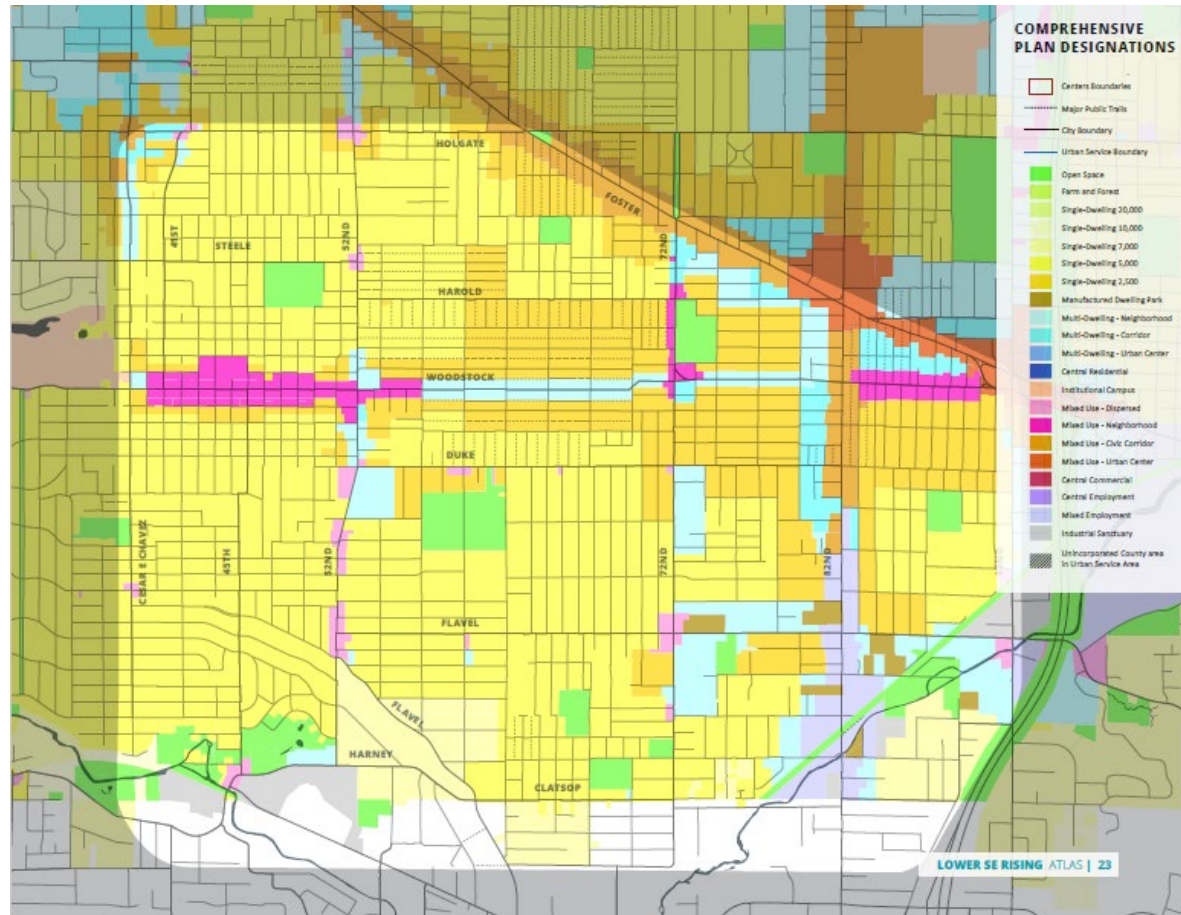 COMPREHENSIVE
PLAN DESIGNATIONS
Centers Boundaries
Major Public Trails
City Boundary
Urban Service Boundary
Open Space
Farm and Forest
Single-Dwelling 20,000
Single-Dwelling 10,000
Single-Dwelling 7,000
Single-Dwelling 5,000
Single-Dwelling 2,500
Manufactured Dwelling Park
Multi-Dwelling - Neighborhood
Multi-Dwelling - Corridor
Multi-Dwelling - Urban Center
Central Residential
Institutional Campus
Mixed Use - Dispersed
Mixed Use - Neighborhood
Mixed Use - Civic Corridor
Mixed Use - Urban Center
Central Commercial
Central Employment
Mixed Employment
Industrial Sanctuary
Unincorporated County area
in Urban Service Area
HOLGATE
FOSTER
41ST
STEELE
52ND
72ND
HAROLD
WOODSTOCK
DUKE
CESAR E CHAVEZ
45TH
52ND
72ND
82ND
FLAVEL
FLAVEL
HARNEY
CLATSOP
LOWER SE RISING ATLAS | 23